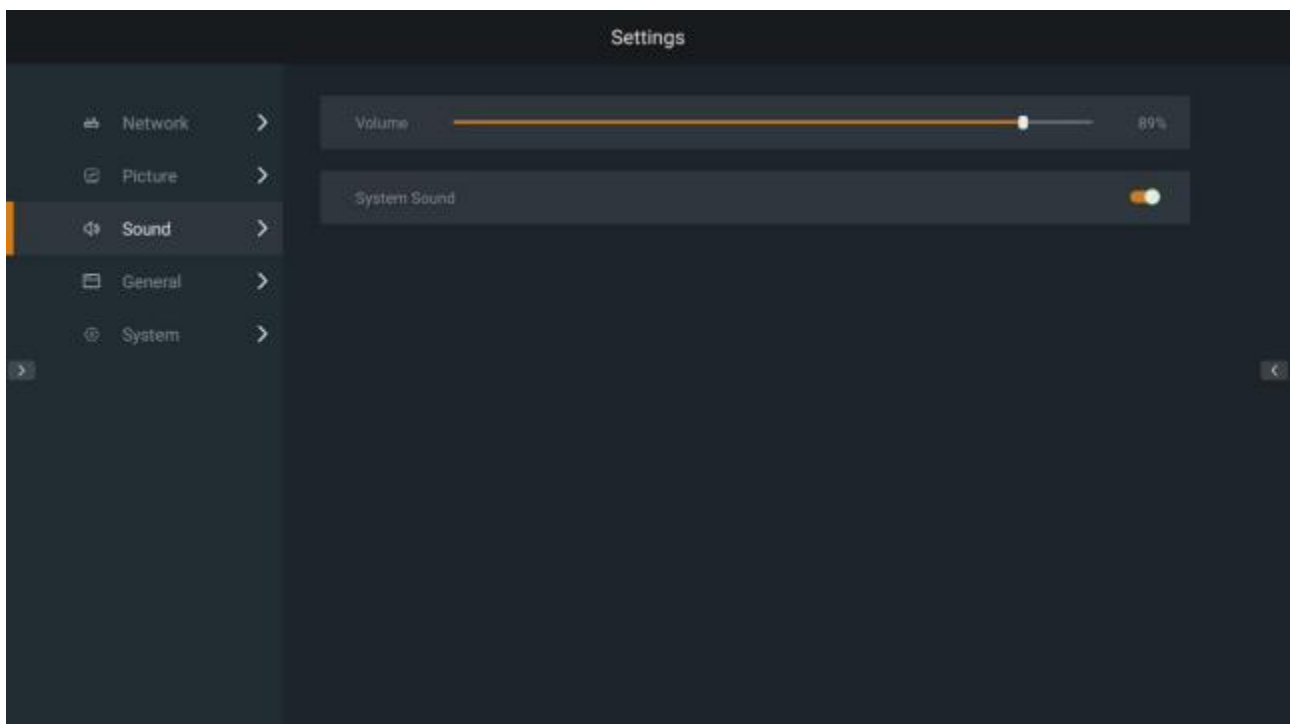 Settings
Network
Picture
Sound
General
System
Volume 89%
System Sound